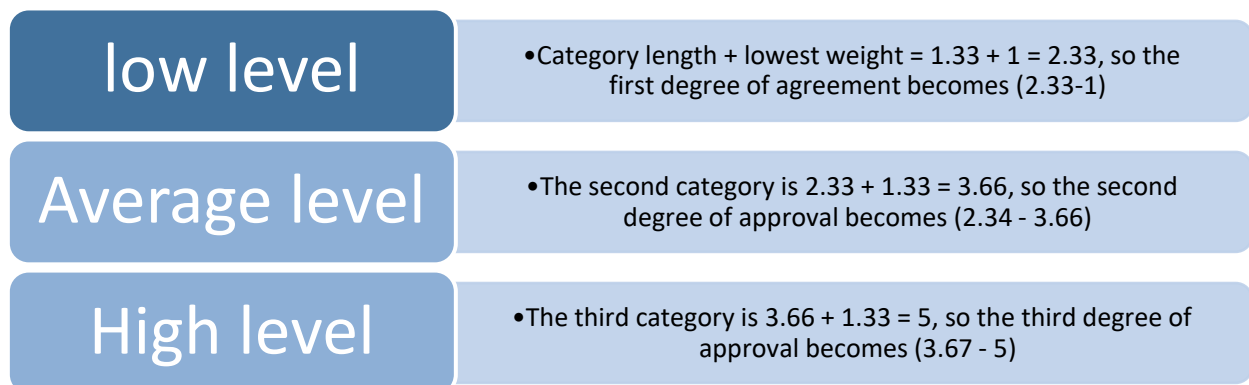 low level
•Category length + lowest weight = 1.33 + 1 = 2.33, so the
first degree of agreement becomes (2.33-1)
Average level
•The second category is 2.33 + 1.33 = 3.66, so the second
degree of approval becomes (2.34 - 3.66)
High level
•The third category is 3.66 + 1.33 = 5, so the third degree of
approval becomes (3.67 - 5)